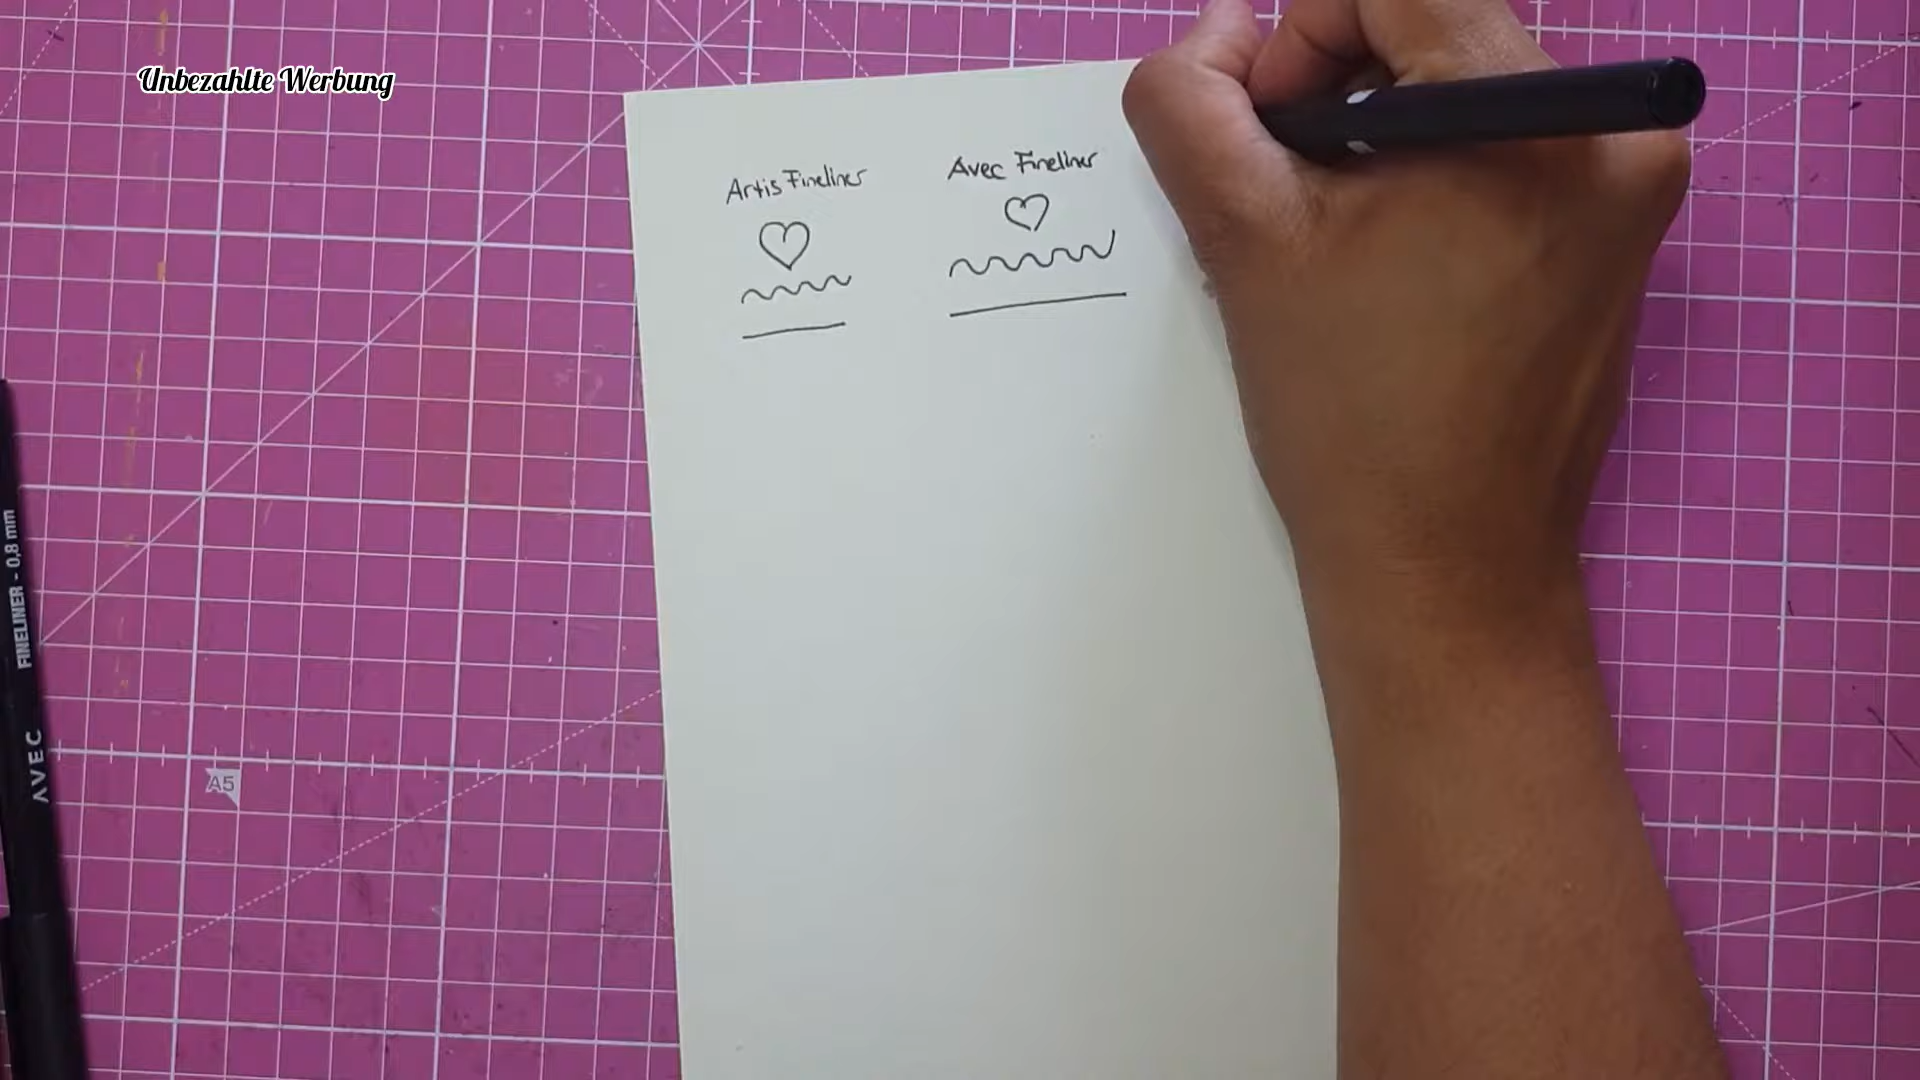 Unbezahlte Werbung
Artis Fineliner
Avec Fineliner
FINELINER - 0,8 mm
AVEC
A5